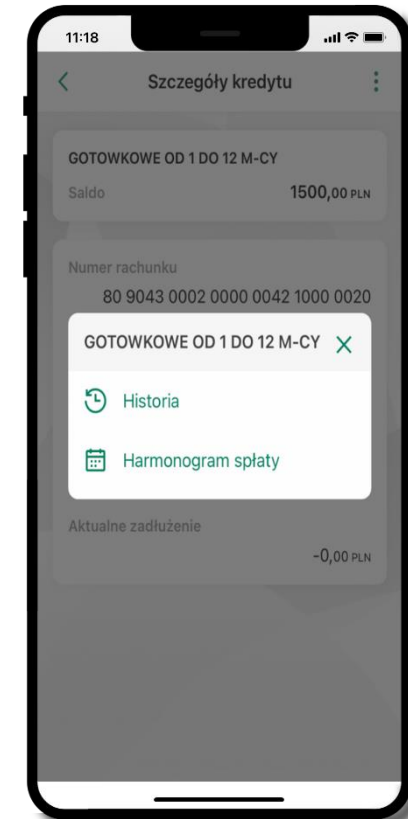 11:18
Szczegóły kredytu
GOTOWKOWE OD 1 DO 12 M-CY
Saldo 1500,00 PLN
Numer rachunku
80 9043 0002 0000 0042 1000 0020
GOTOWKOWE OD 1 DO 12 M-CY
Historia
Harmonogram spłaty
Aktualne zadłużenie
-0,00 PLN